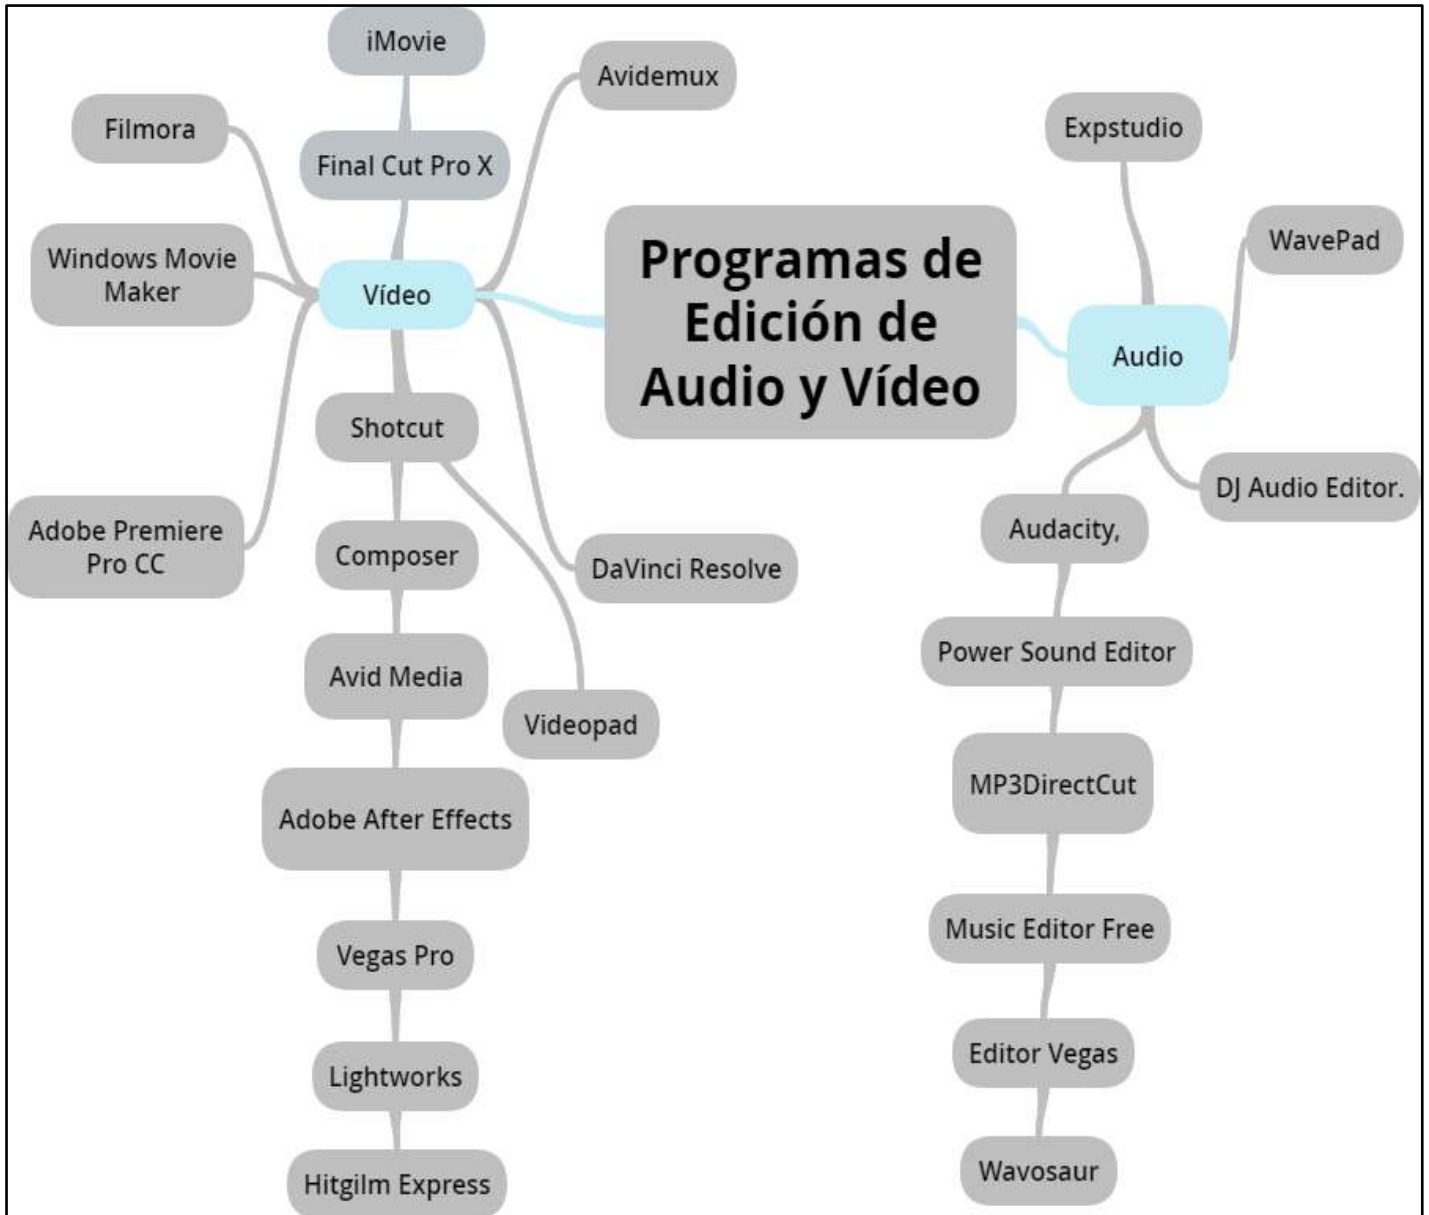 iMovie
Avidemux
Filmora
Expstudio
Final Cut Pro X
WavePad
Windows Movie
Maker
Vídeo
Programas de
Edición de
Audio y Vídeo
Audio
Shotcut
DJ Audio Editor.
Adobe Premiere
Pro CC
Audacity,
Composer
DaVinci Resolve
Power Sound Editor
Avid Media
Videopad
MP3DirectCut
Adobe After Effects
Music Editor Free
Vegas Pro
Editor Vegas
Lightworks
Wavosaur
Hitgilm Express